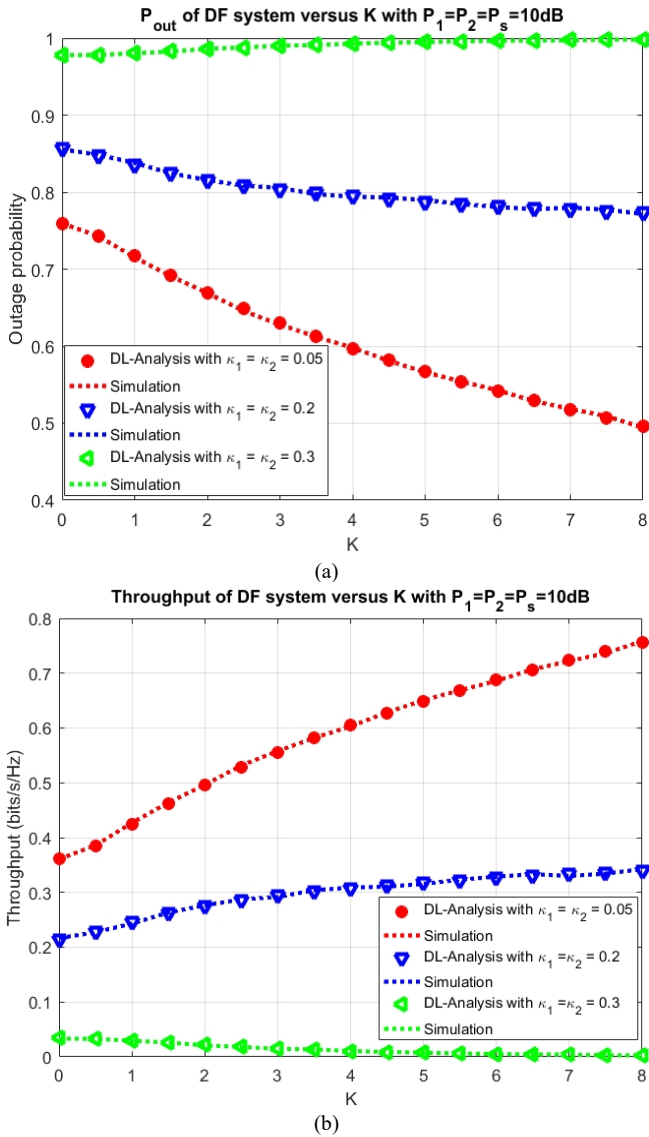 P_out of DF system versus K with P_1=P_2=P_s=10dB
1
0.9
0.8
0.7
0.6
0.5
0.4
Outage probability
DL-Analysis with κ_1 = κ_2 = 0.05
Simulation
DL-Analysis with κ_1 = κ_2 = 0.2
Simulation
DL-Analysis with κ_1 = κ_2 = 0.3
Simulation
0 1 2 3 4 5 6 7 8
K
(a)
Throughput of DF system versus K with P_1=P_2=P_s=10dB
0.8
0.7
0.6
0.5
0.4
0.3
0.2
0.1
0
Throughput (bits/s/Hz)
DL-Analysis with κ_1 = κ_2 = 0.05
Simulation
DL-Analysis with κ_1 =κ_2 = 0.2
Simulation
DL-Analysis with κ_1 =κ_2 = 0.3
Simulation
0 1 2 3 4 5 6 7 8
K
(b)